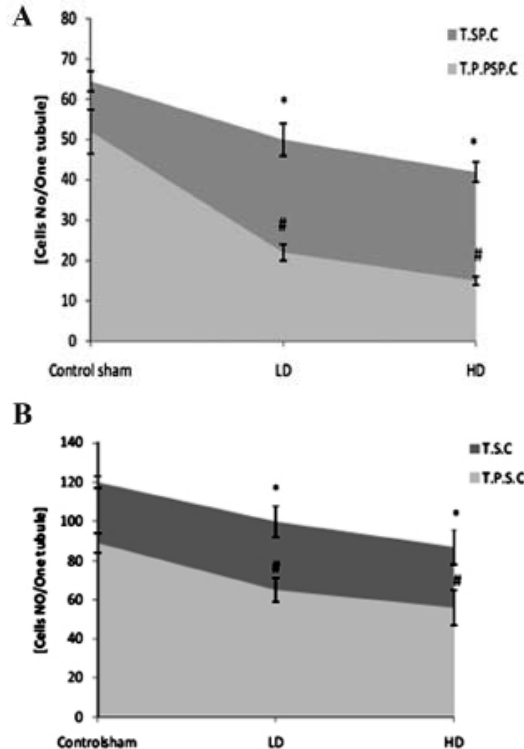 A
80
70
60
50
40
30
20
10
0
[Cells No/One tubule]
T.SP.C
T.P.PSP.C
*
*
#
#
Control sham
LD
HD
B
140
120
100
80
60
40
20
0
[Cells NO/One tubule]
T.S.C
T.P.S.C
*
*
#
#
Controlsham
LD
HD